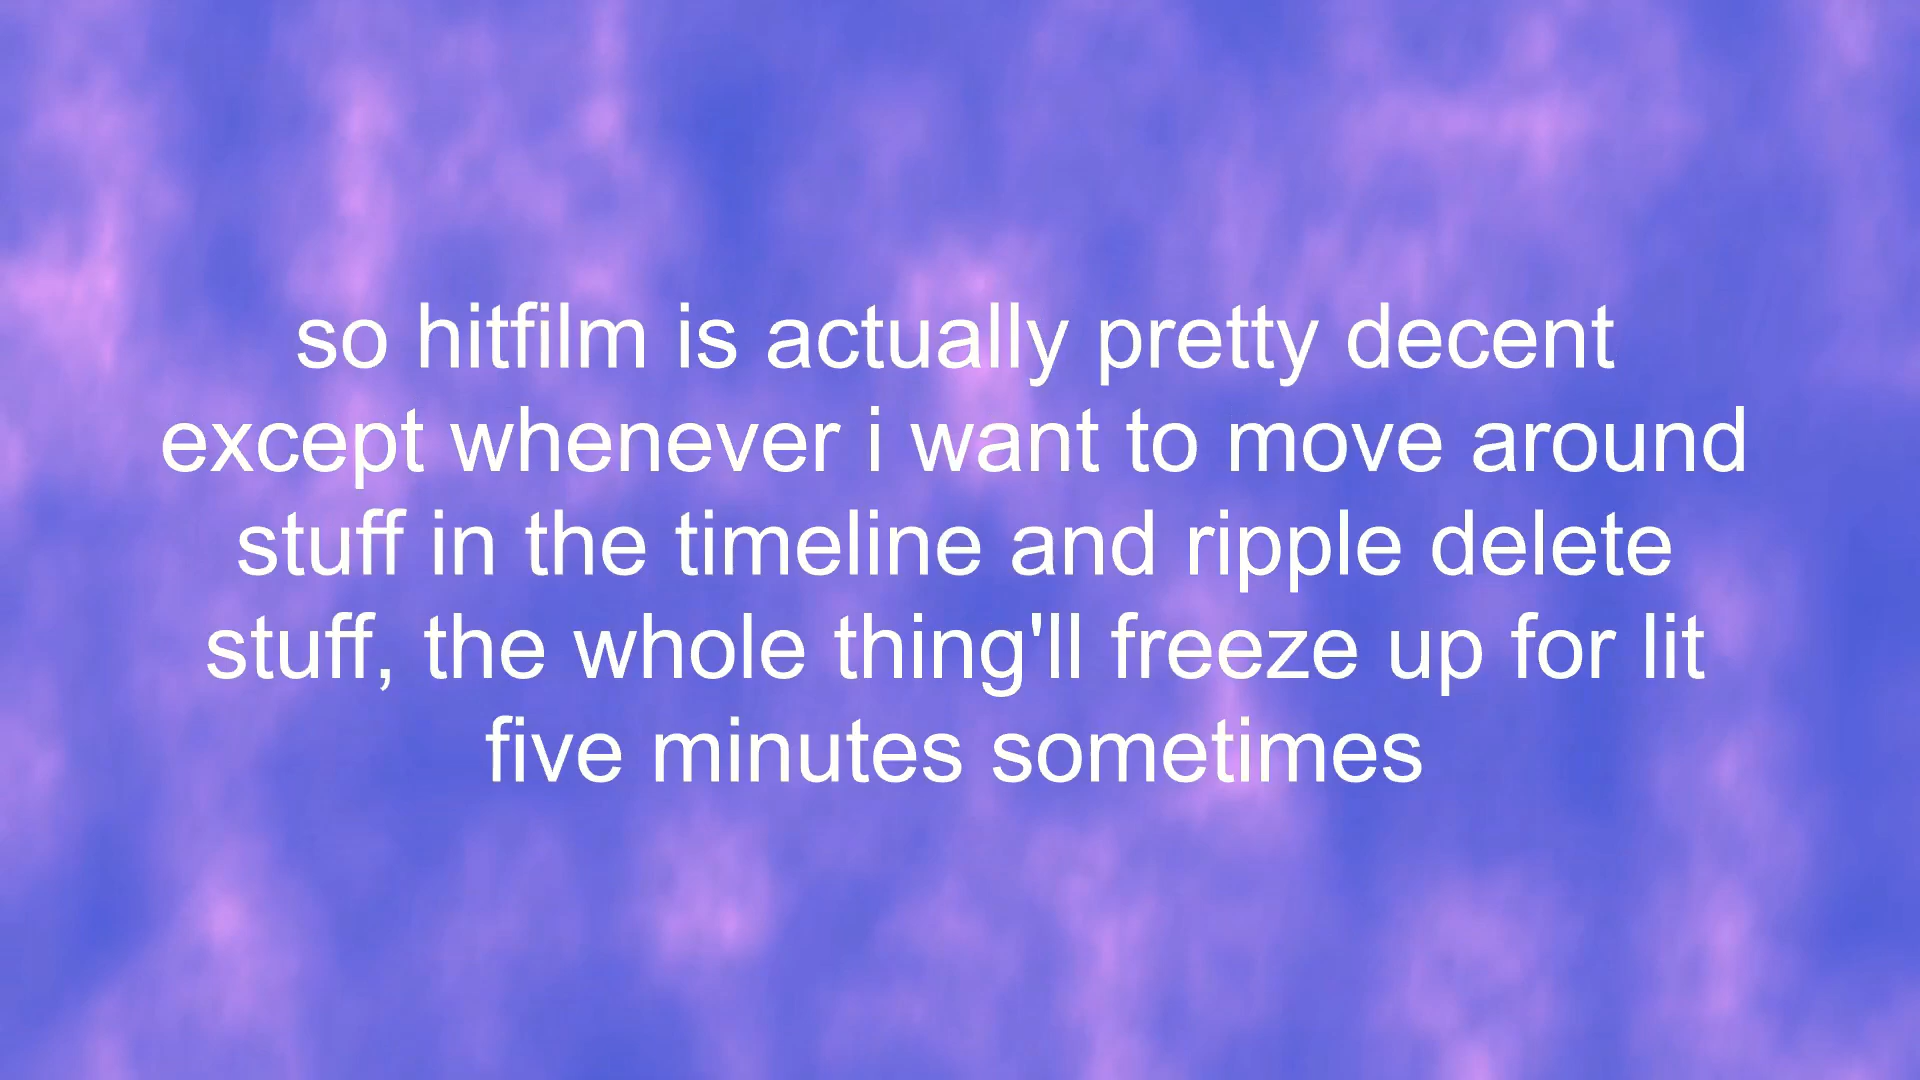 so hitfilm is actually pretty decent
except whenever i want to move around
stuff in the timeline and ripple delete
stuff, the whole thing'll freeze up for lit
five minutes sometimes